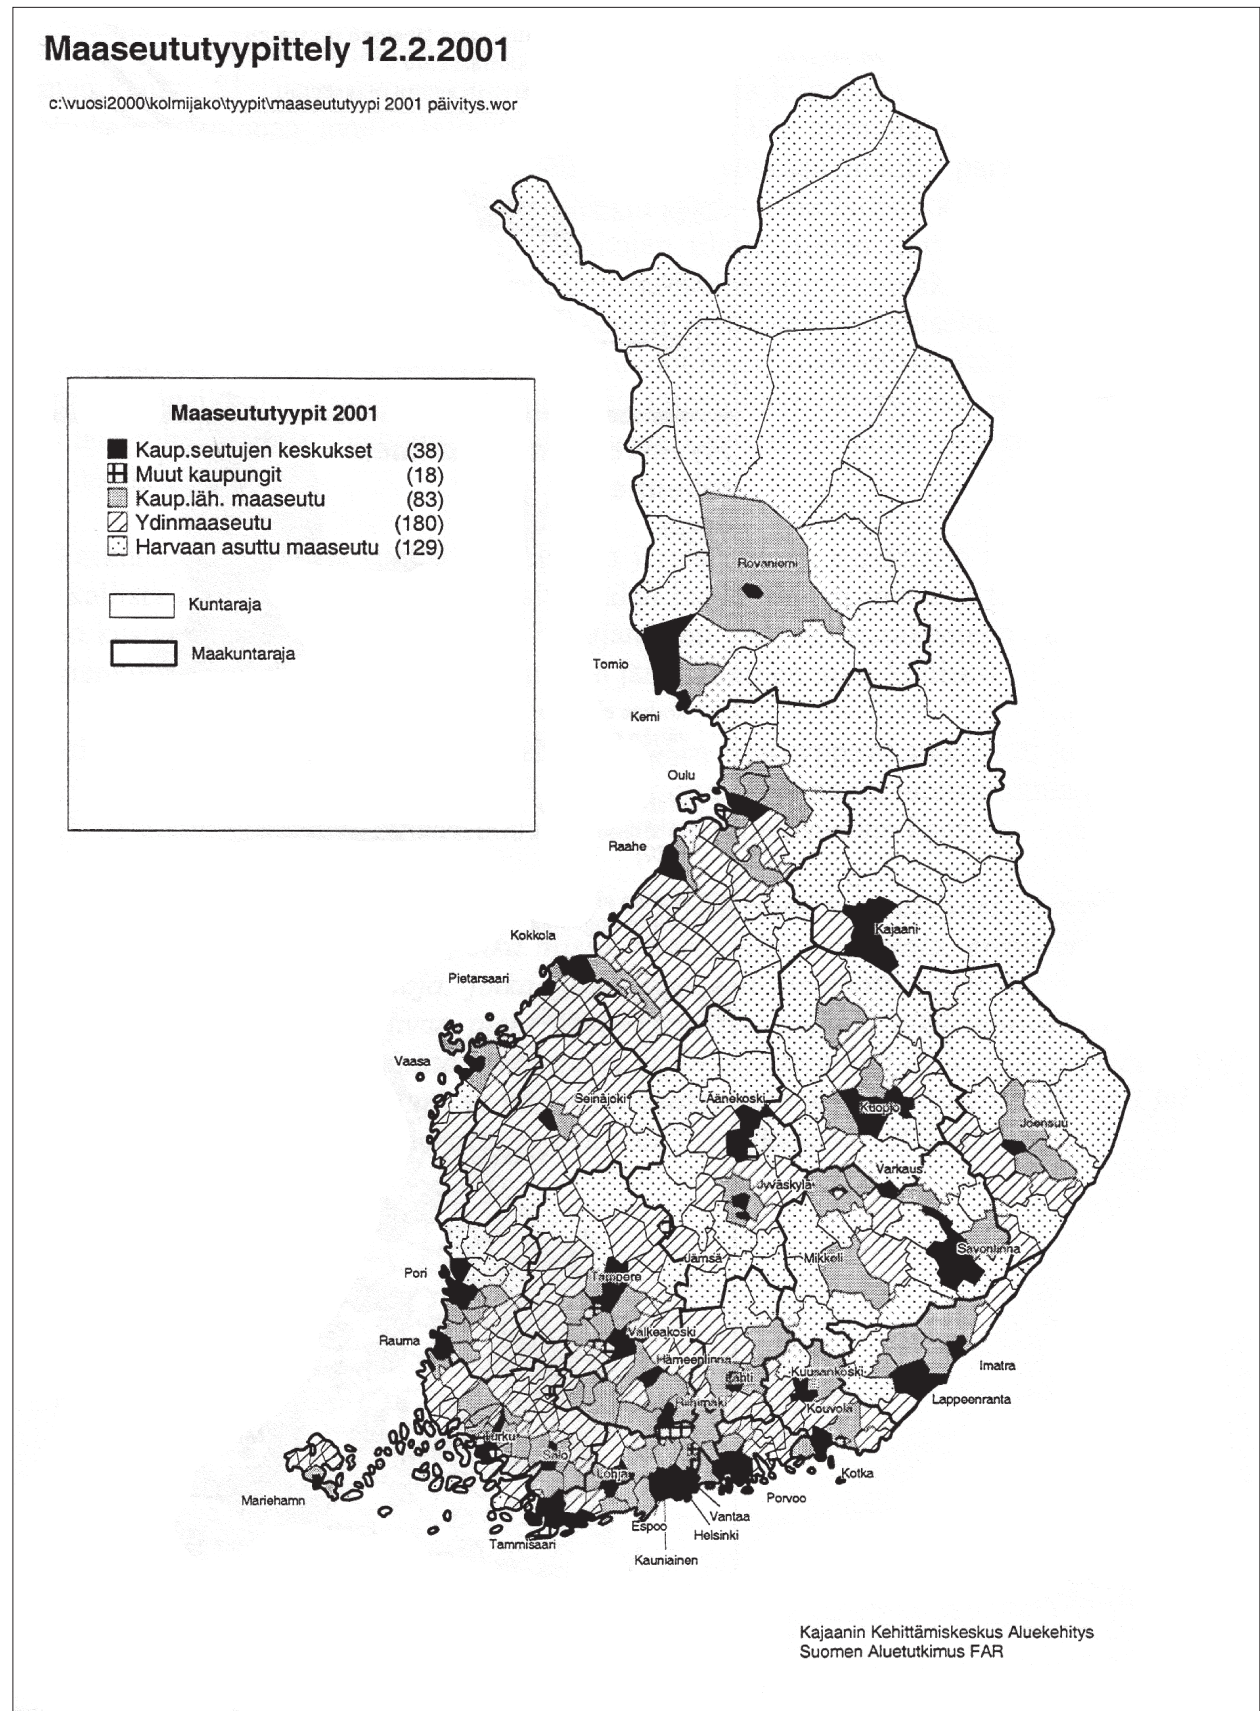 Maaseututyypittely 12.2.2001
c:\vuosi2000\kolmijako\tyypit\maaseututyypi 2001 päivitys.wor
Maaseututyypit 2001
Kaup.seutujen keskukset (38)
Muut kaupungit (18)
Kaup.läh. maaseutu (83)
Ydinmaaseutu (180)
Harvaan asuttu maaseutu (129)
Kuntaraja
Maakuntaraja
Rovaniemi
Tornio
Kemi
Oulu
Raahe
Kajaani
Kokkola
Pietarsaari
Vaasa
Seinäjoki
Äänekoski
Kuopio
Joensuu
Varkaus
Jyväskylä
Savonlinna
Jämsä
Mikkeli
Pori
Tampere
Rauma
Valkeakoski
Hämeenlinna
Imatra
Kuusankoski
Lahti
Lappeenranta
Riihimäki
Kouvola
Turku
Salo
Lohja
Kotka
Porvoo
Mariehamn
Vantaa
Espoo
Helsinki
Tammisaari
Kauniainen
Kajaanin Kehittämiskeskus Aluekehitys
Suomen Aluetutkimus FAR